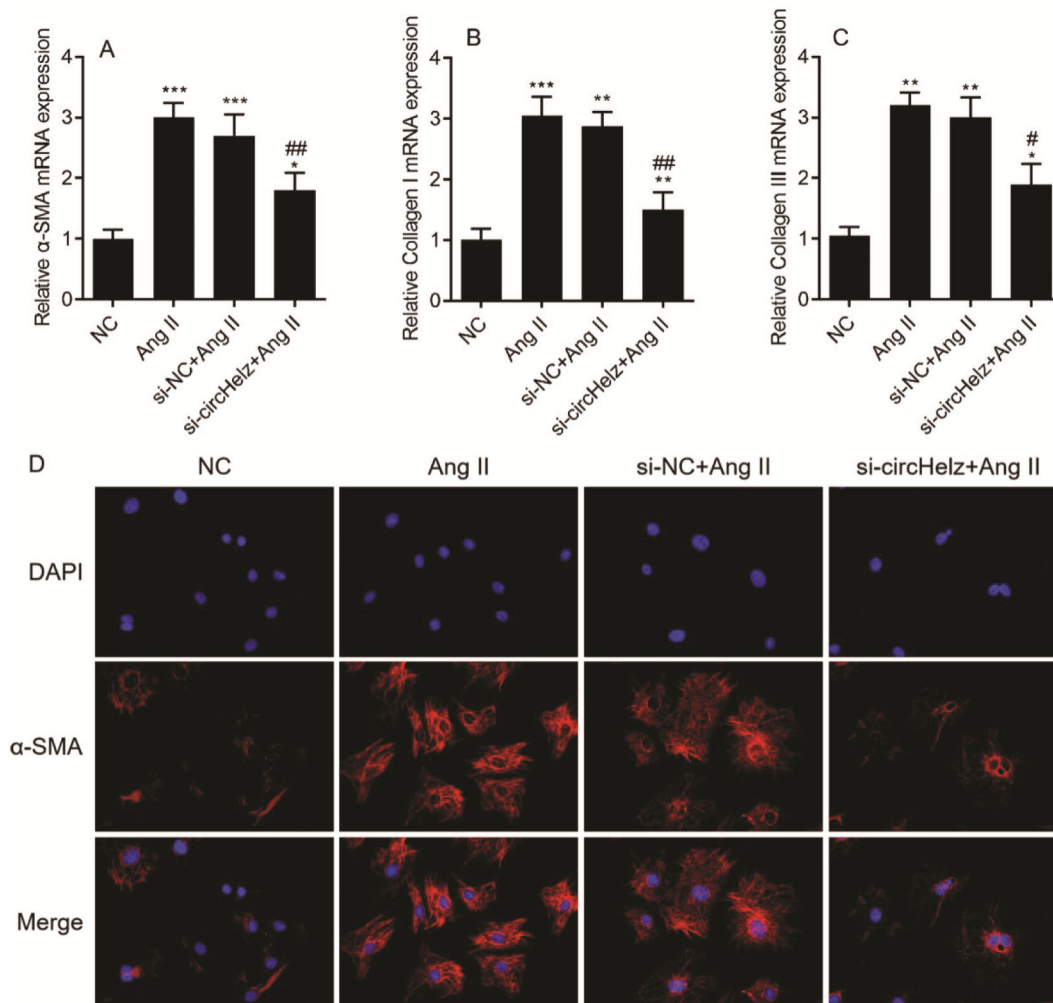 A
Relative α-SMA mRNA expression
4
3
2
1
0
***
***
##
*
NC
Ang II
si-NC+Ang II
si-circHelz+Ang II
B
Relative Collagen I mRNA expression
4
3
2
1
0
***
**
##
**
NC
Ang II
si-NC+Ang II
si-circHelz+Ang II
C
Relative Collagen III mRNA expression
4
3
2
1
0
**
**
#
*
NC
Ang II
si-NC+Ang II
si-circHelz+Ang II
D
NC Ang II si-NC+Ang II si-circHelz+Ang II
DAPI
α-SMA
Merge